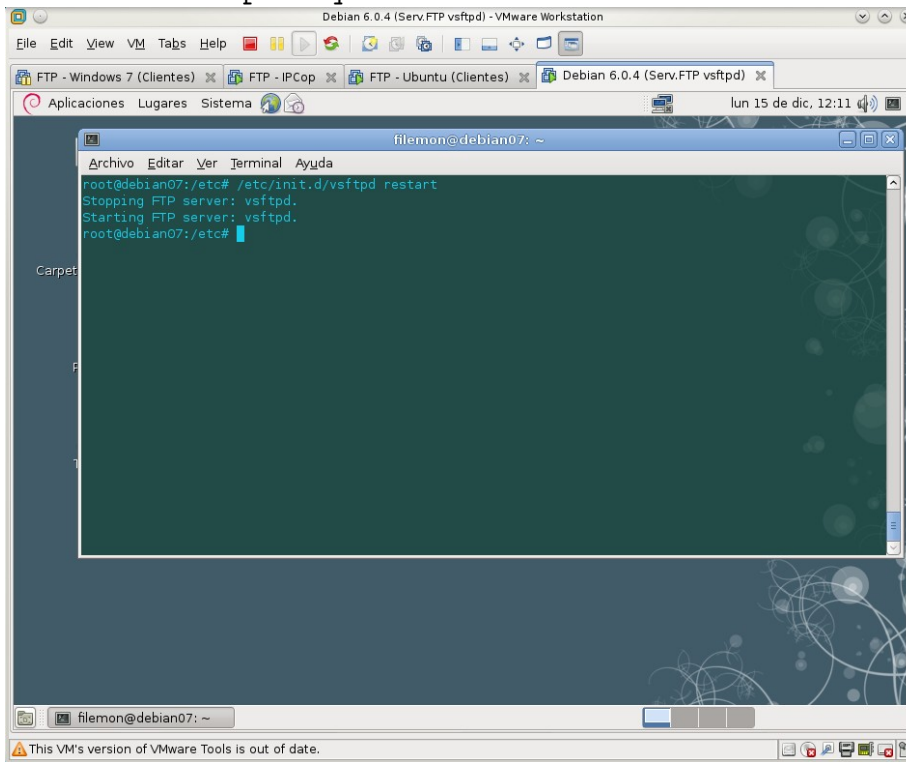 Debian 6.0.4 (Serv.FTP vsftpd) - VMware Workstation
File Edit View VM Tabs Help
FTP - Windows 7 (Clientes) FTP - IPCop FTP - Ubuntu (Clientes) Debian 6.0.4 (Serv.FTP vsftpd)
Aplicaciones Lugares Sistema lun 15 de dic, 12:11
filemon@debian07: ~
Archivo Editar Ver Terminal Ayuda
root@debian07:/etc# /etc/init.d/vsftpd restart
Stopping FTP server: vsftpd.
Starting FTP server: vsftpd.
root@debian07:/etc#
Carpet
filemon@debian07: ~
This VM's version of VMware Tools is out of date.